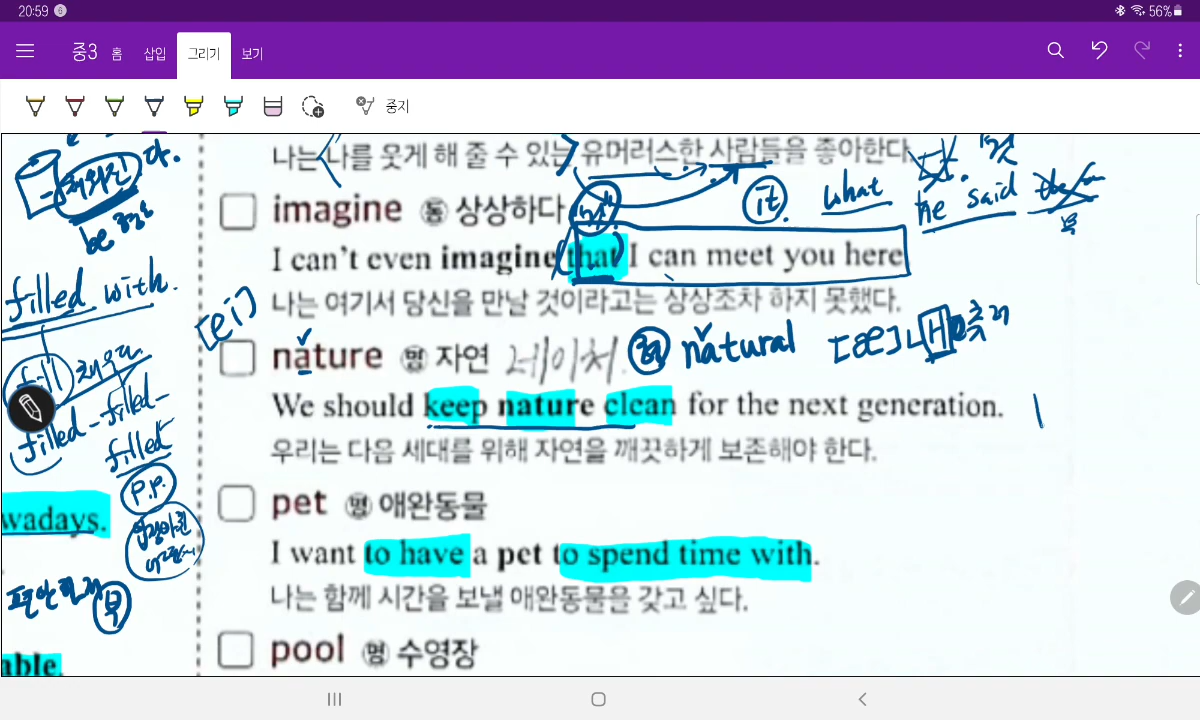 20:59 6 56%
중3 홈 삽입 그리기 보기
중지
나는 나를 웃게 해 줄 수 있는 유머러스한 사람들을 좋아한다.
다.
be
imagine 동 상상하다
it. what he said
I can't even imagine that I can meet you here
나는 여기서 당신을 만날 것이라고는 상상조차 하지 못했다.
filled with.
[ei]
nature 명 자연 네이처 형 natural [æ] ㅐ
fill 채우다
We should keep nature clean for the next generation.
filled - filled - filled
우리는 다음 세대를 위해 자연을 깨끗하게 보존해야 한다.
P.P.
pet 명 애완동물
wadays.
I want to have a pet to spend time with.
나는 함께 시간을 보낼 애완동물을 갖고 싶다.
부
pool 명 수영장
able.